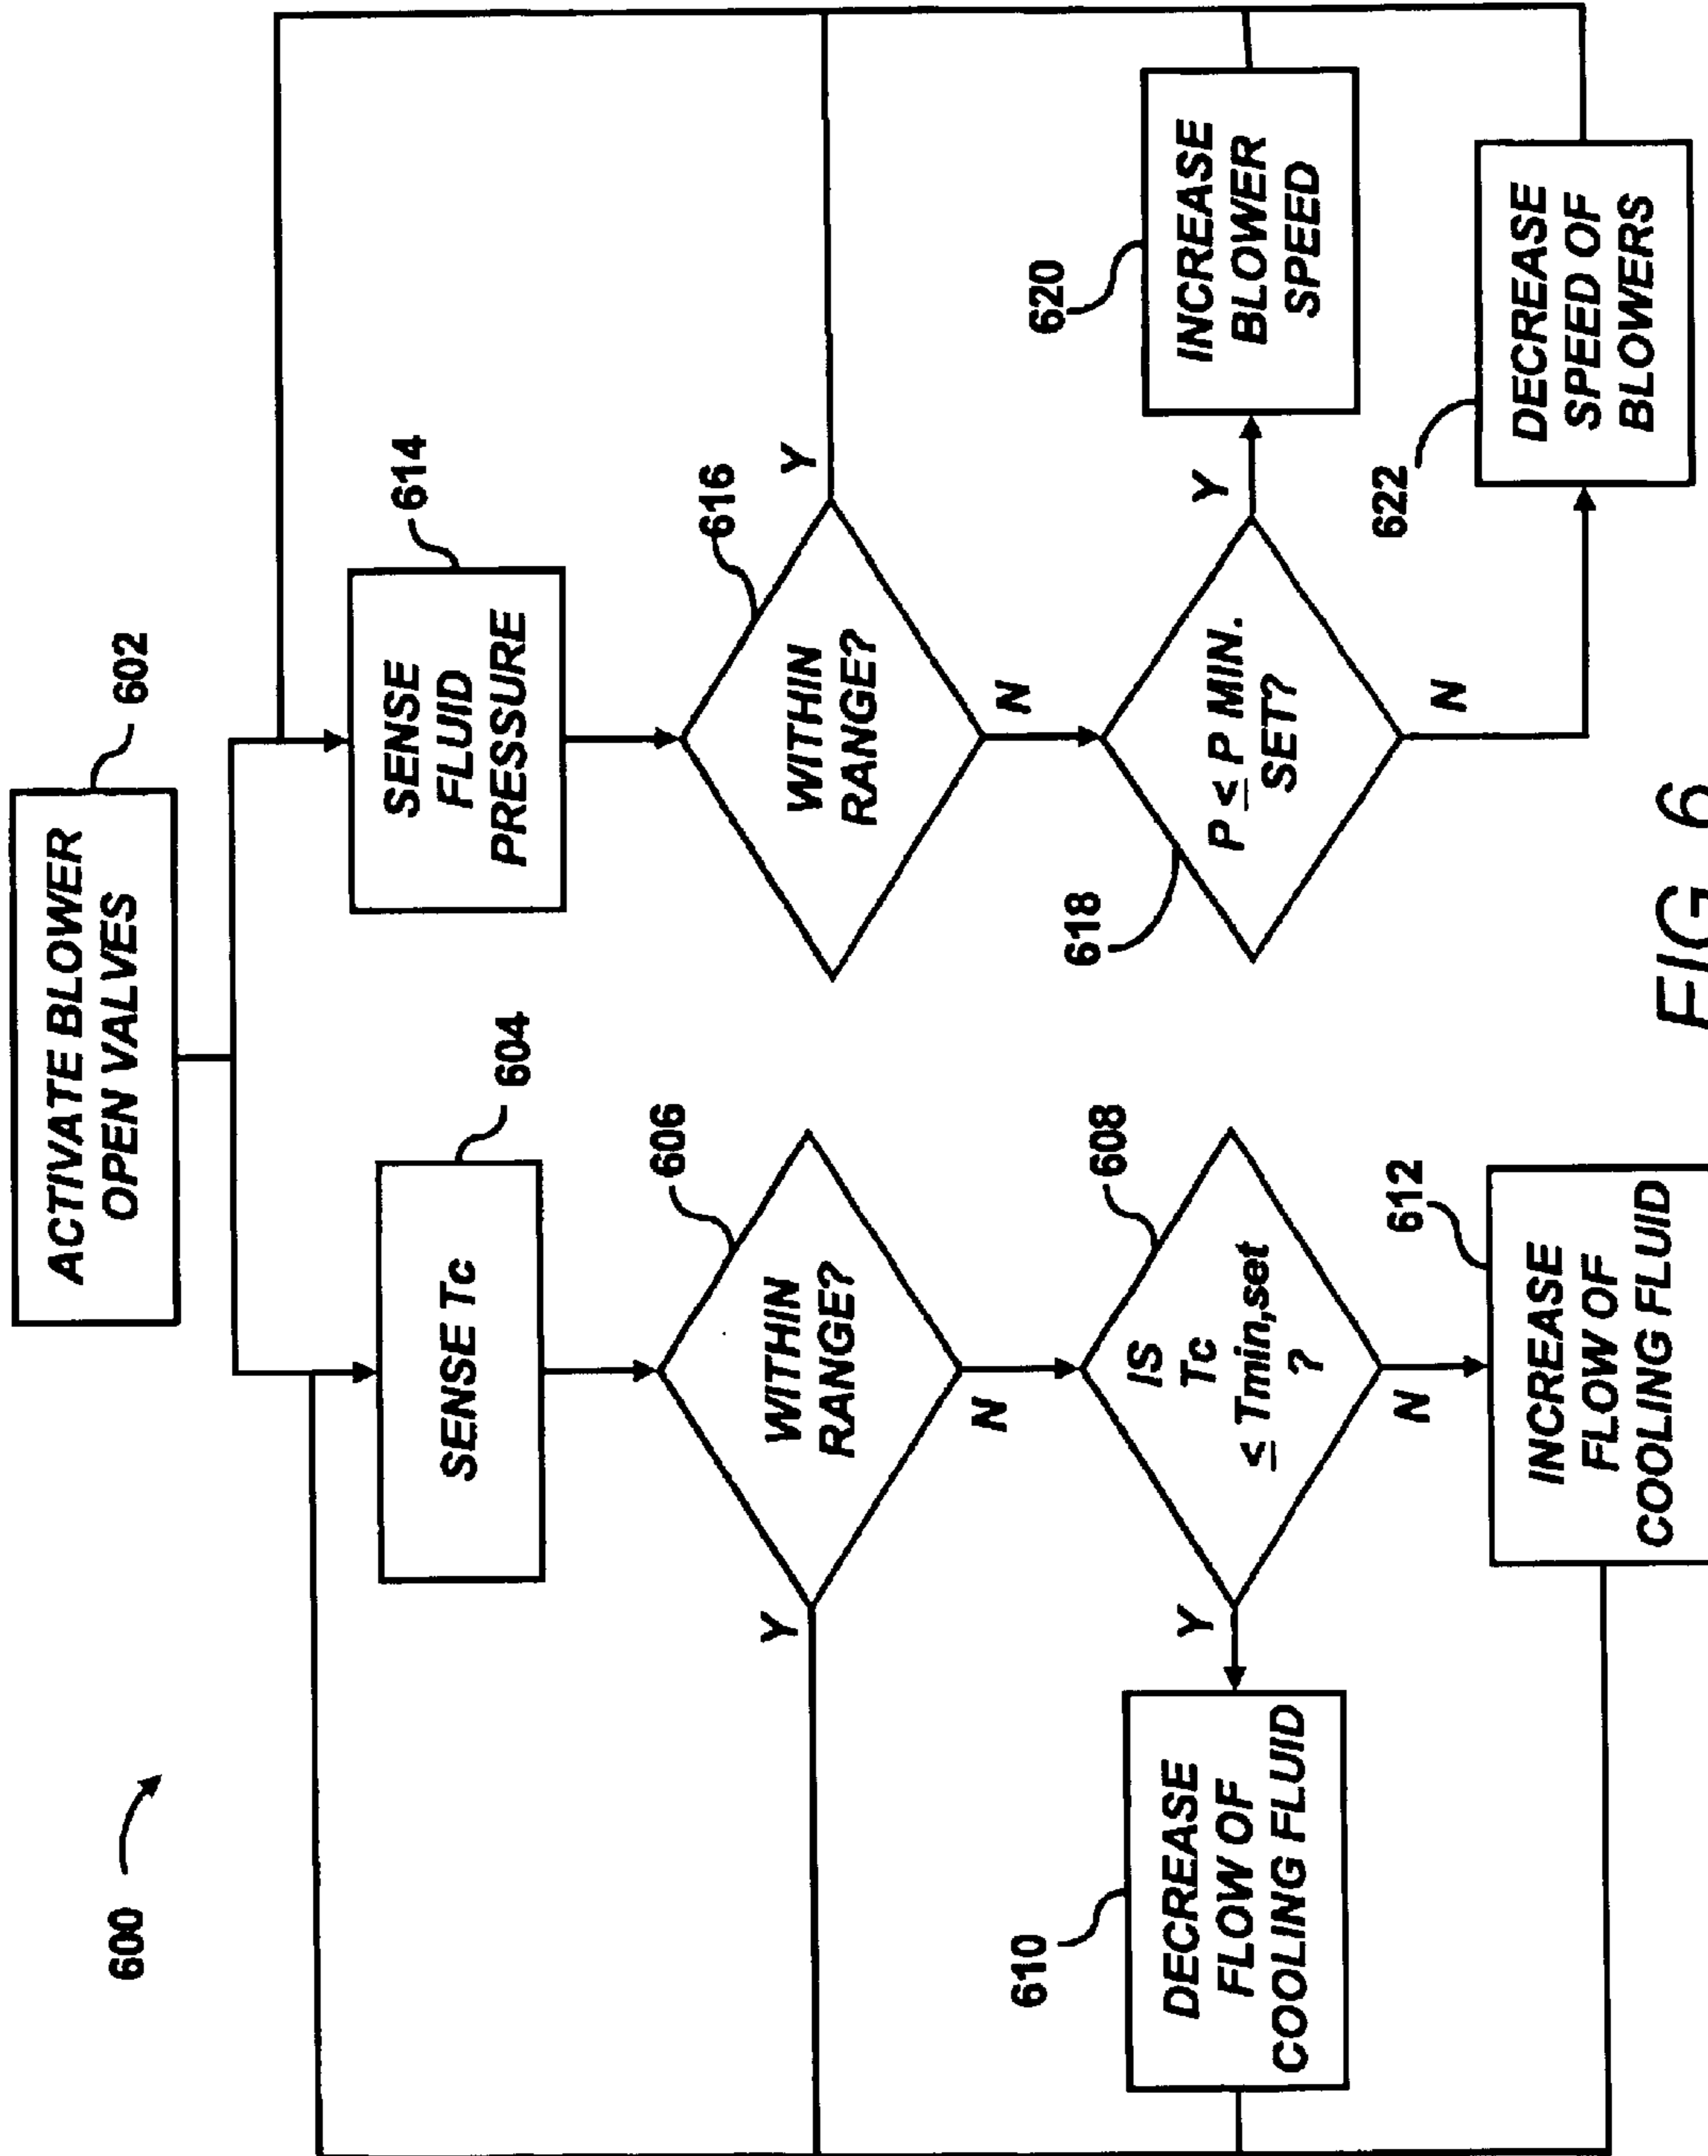 600
ACTIVATE BLOWER
OPEN VALVES
602
SENSE Tc
604
WITHIN
RANGE?
606
Y
N
IS
Tc
≤ Tmin,set
?
608
Y
N
610
DECREASE
FLOW OF
COOLING FLUID
612
INCREASE
FLOW OF
COOLING FLUID
SENSE
FLUID
PRESSURE
614
WITHIN
RANGE?
616
Y
N
618
P ≤ P MIN.
SET?
Y
N
620
INCREASE
BLOWER
SPEED
622
DECREASE
SPEED OF
BLOWERS
FIG. 6